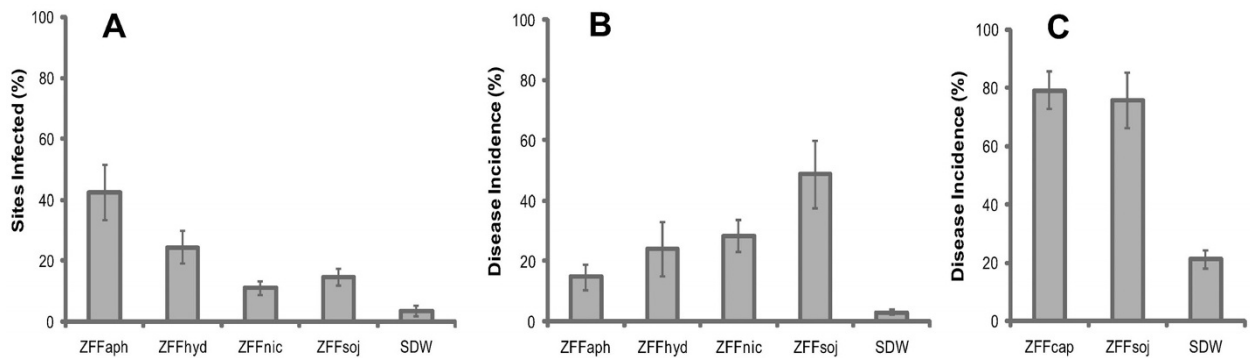 A
Sites Infected (%)
100
80
60
40
20
0
ZFFaph ZFFhyd ZFFnic ZFFsoj SDW
B
Disease Incidence (%)
100
80
60
40
20
0
ZFFaph ZFFhyd ZFFnic ZFFsoj SDW
C
Disease Incidence (%)
100
80
60
40
20
0
ZFFcap ZFFsoj SDW